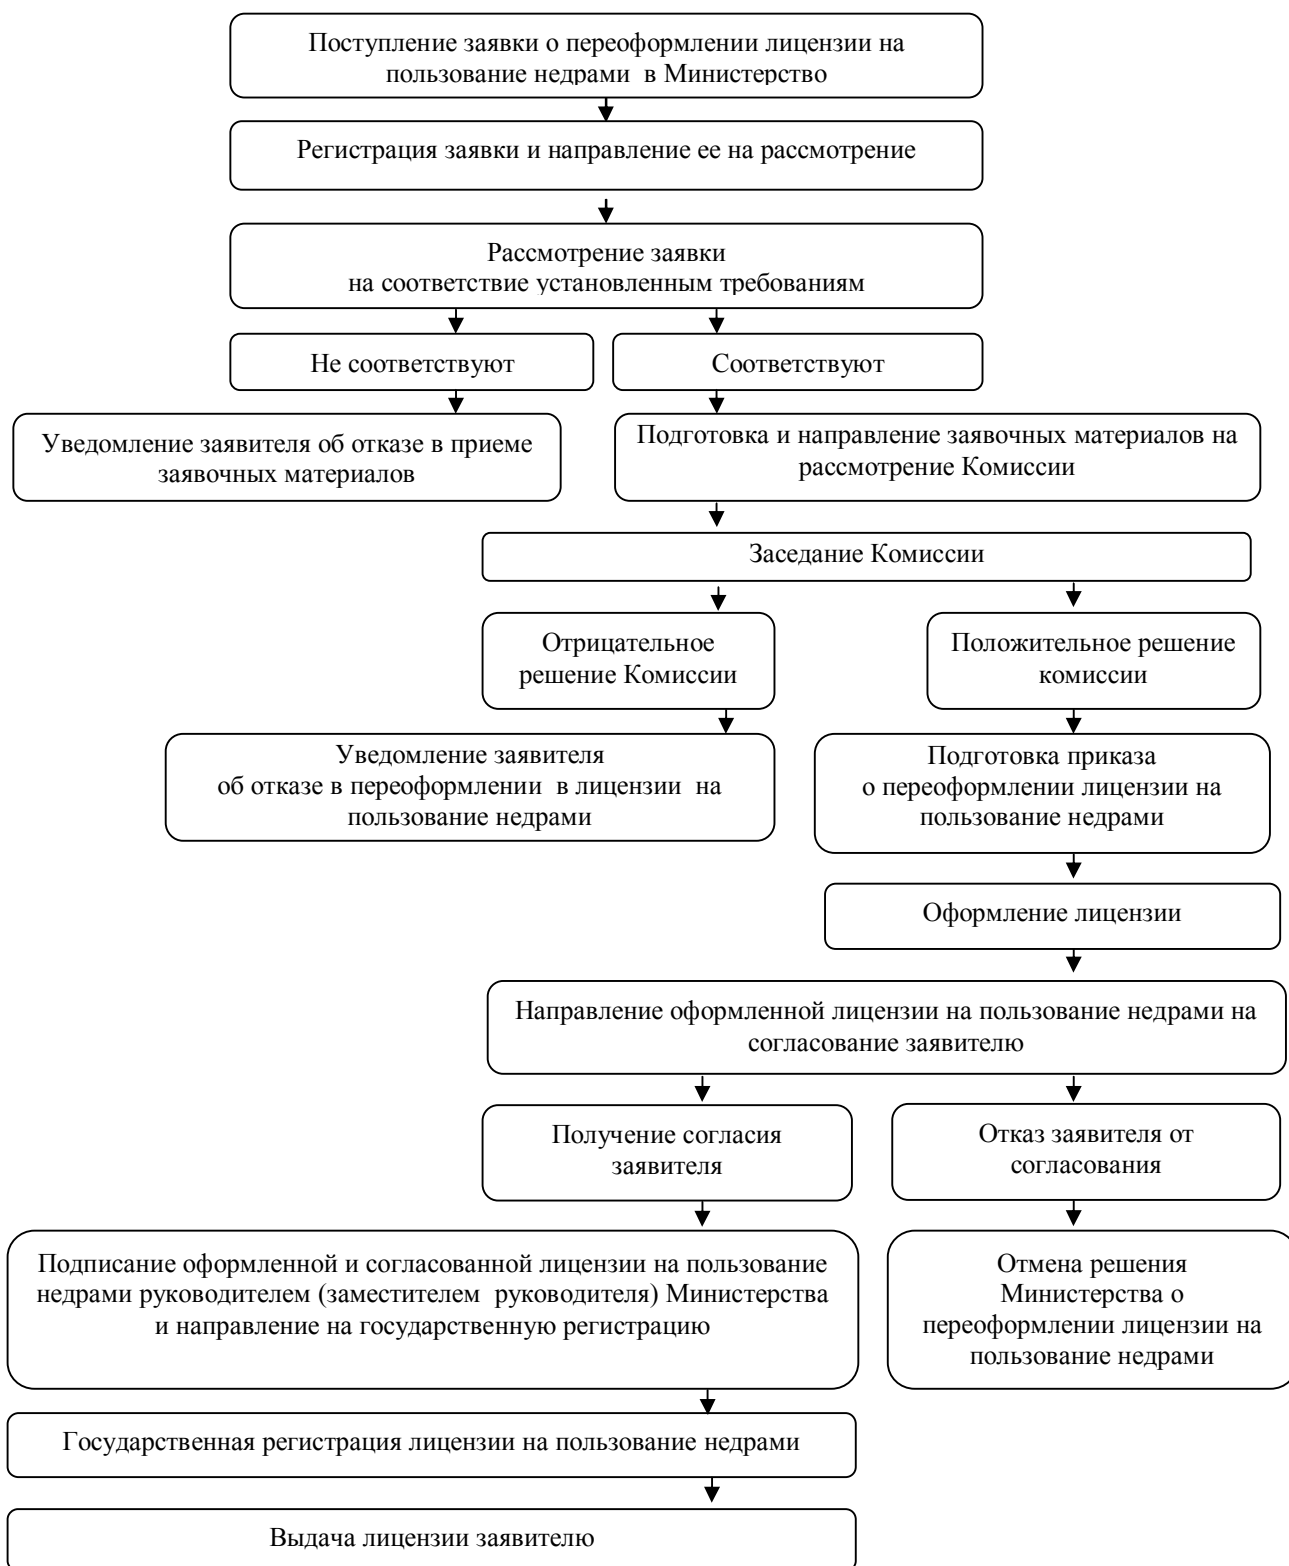 Поступление заявки о переоформлении лицензии на
пользование недрами в Министерство
Регистрация заявки и направление ее на рассмотрение
Рассмотрение заявки
на соответствие установленным требованиям
Не соответствуют
Соответствуют
Уведомление заявителя об отказе в приеме
заявочных материалов
Подготовка и направление заявочных материалов на
рассмотрение Комиссии
Заседание Комиссии
Отрицательное
решение Комиссии
Положительное решение
комиссии
Уведомление заявителя
об отказе в переоформлении в лицензии на
пользование недрами
Подготовка приказа
о переоформлении лицензии на
пользование недрами
Оформление лицензии
Направление оформленной лицензии на пользование недрами на
согласование заявителю
Получение согласия
заявителя
Отказ заявителя от
согласования
Подписание оформленной и согласованной лицензии на пользование
недрами руководителем (заместителем руководителя) Министерства
и направление на государственную регистрацию
Отмена решения
Министерства о
переоформлении лицензии на
пользование недрами
Государственная регистрация лицензии на пользование недрами
Выдача лицензии заявителю